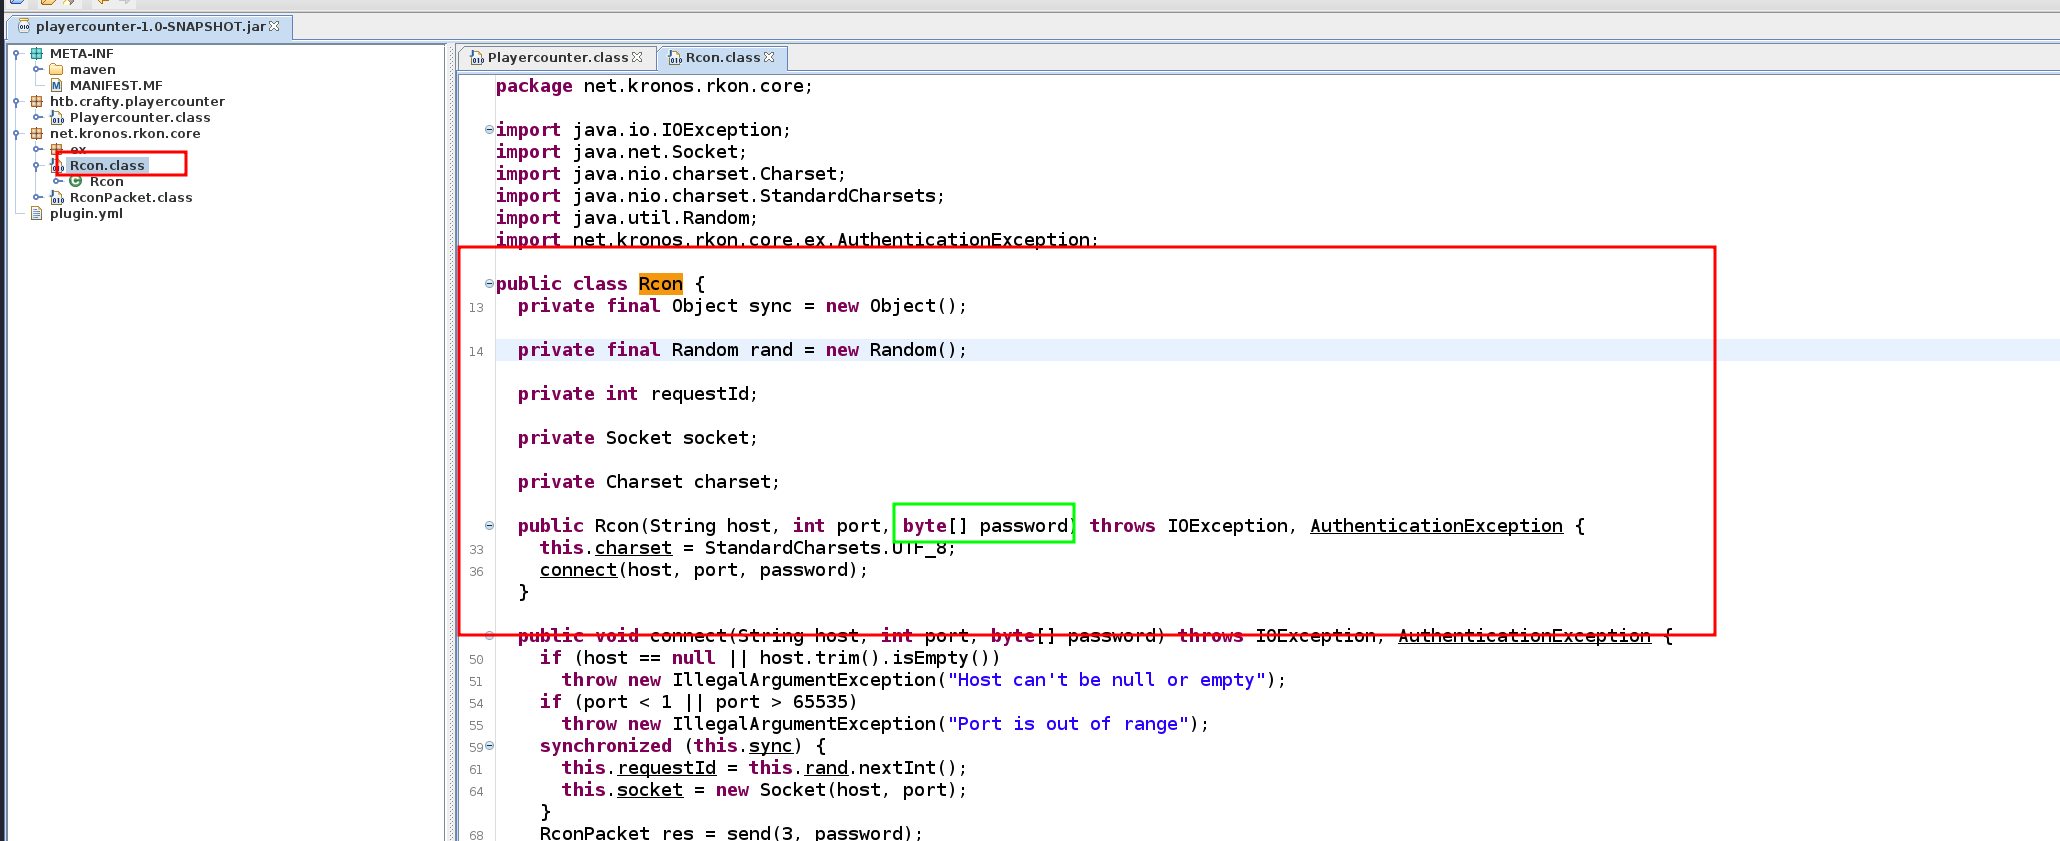 playercounter-1.0-SNAPSHOT.jar
META-INF
maven
MANIFEST.MF
htb.crafty.playercounter
Playercounter.class
net.kronos.rkon.core
ex
Rcon.class
Rcon
RconPacket.class
plugin.yml
Playercounter.class
Rcon.class
package net.kronos.rkon.core;
import java.io.IOException;
import java.net.Socket;
import java.nio.charset.Charset;
import java.nio.charset.StandardCharsets;
import java.util.Random;
import net.kronos.rkon.core.ex.AuthenticationException;
public class Rcon {
13 private final Object sync = new Object();
14 private final Random rand = new Random();
private int requestId;
private Socket socket;
private Charset charset;
public Rcon(String host, int port, byte[] password) throws IOException, AuthenticationException {
33 this.charset = StandardCharsets.UTF_8;
36 connect(host, port, password);
}
public void connect(String host, int port, byte[] password) throws IOException, AuthenticationException {
50 if (host == null || host.trim().isEmpty())
51 throw new IllegalArgumentException("Host can't be null or empty");
54 if (port < 1 || port > 65535)
55 throw new IllegalArgumentException("Port is out of range");
59 synchronized (this.sync) {
61 this.requestId = this.rand.nextInt();
64 this.socket = new Socket(host, port);
}
68 RconPacket res = send(3, password);